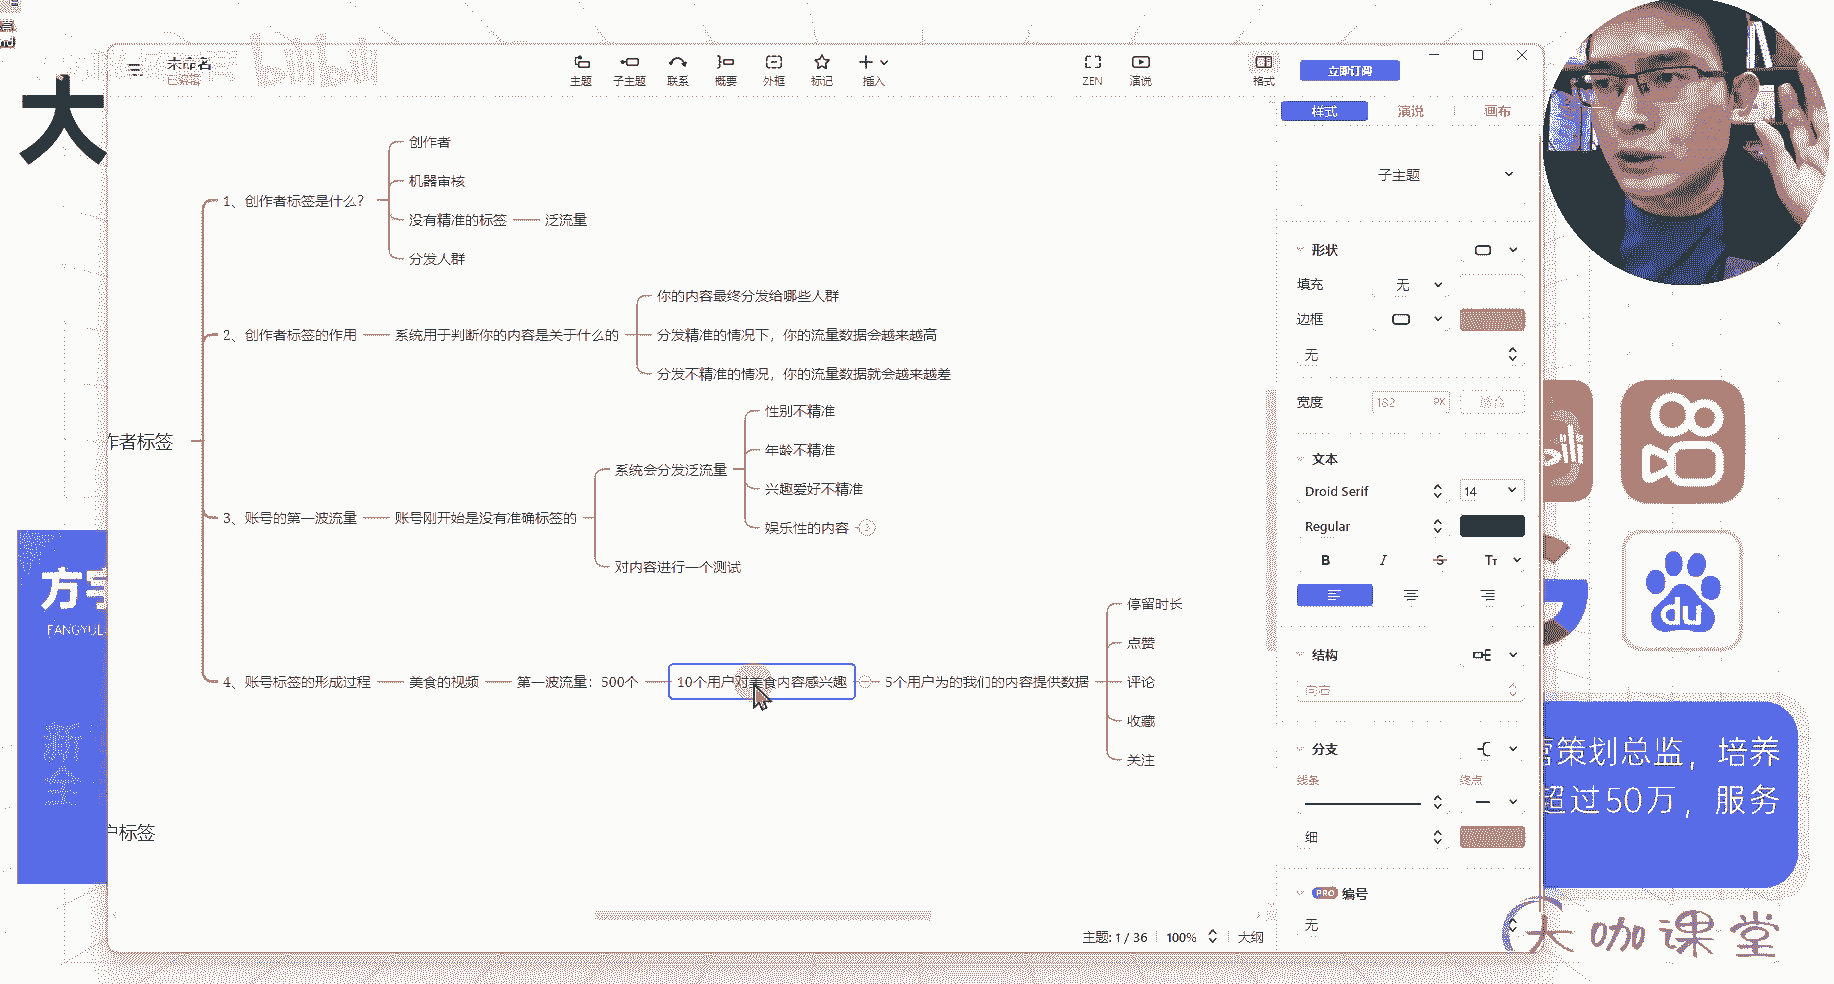 大
未命名
已编辑
bilibili
主题
子主题
联系
概要
外框
标记
插入
ZEN
演说
格式
立即订阅
样式
演说
画布
子主题
形状
填充
无
边框
无
宽度
182
PX
文本
Droid Serif
14
Regular
B
I
S
TT
结构
向右
分支
线条
终点
细
PRO 编号
无
作者标签
1、创作者标签是什么?
创作者
机器审核
没有精准的标签
泛流量
分发人群
2、创作者标签的作用
系统用于判断你的内容是关于什么的
你的内容最终分发给哪些人群
分发精准的情况下，你的流量数据会越来越高
分发不精准的情况，你的流量数据就会越来越差
3、账号的第一波流量
账号刚开始是没有准确标签的
系统会分发泛流量
性别不精准
年龄不精准
兴趣爱好不精准
娱乐性的内容
对内容进行一个测试
4、账号标签的形成过程
美食的视频
第一波流量：500个
10个用户对美食内容感兴趣
5个用户为的我们的内容提供数据
停留时长
点赞
评论
收藏
关注
户标签
主题: 1 / 36
100%
大纲
方
FANGYUE
浙
全
ili
du
策划总监，培养
超过50万，服务
大咖课堂